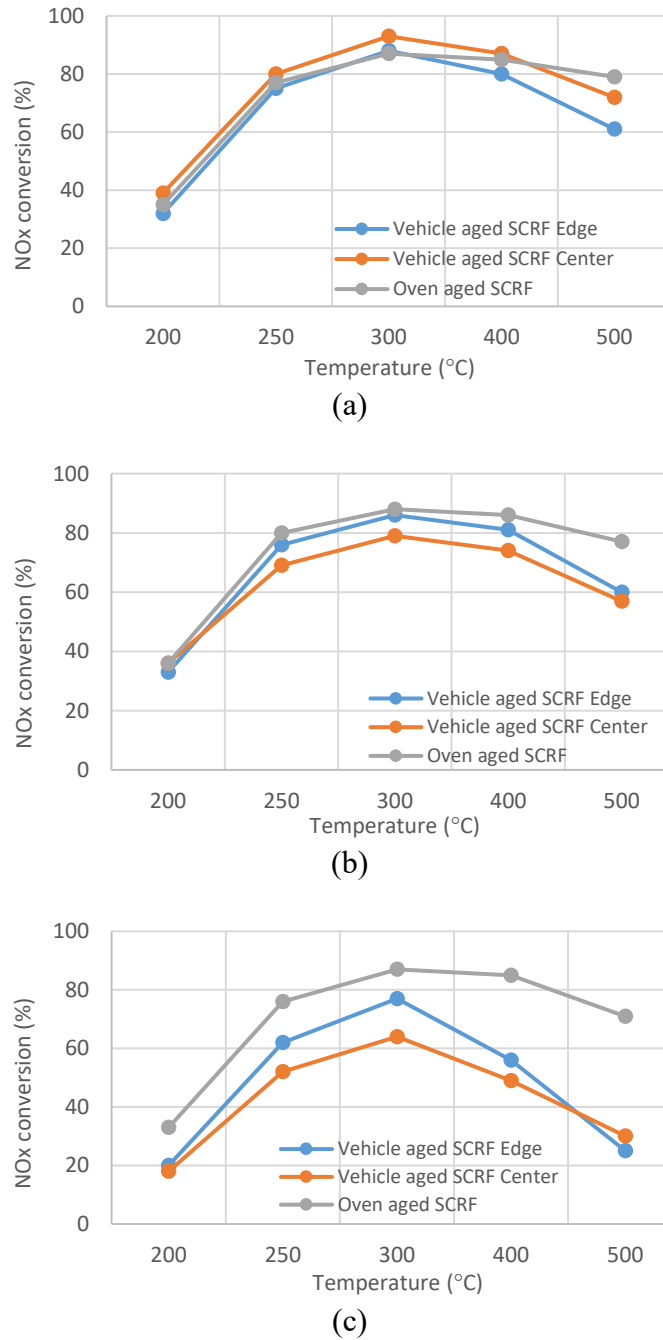 100
80
60
40
20
0
NOx conversion (%)
Vehicle aged SCRF Edge
Vehicle aged SCRF Center
Oven aged SCRF
200 250 300 400 500
Temperature (°C)
(a)
100
80
60
40
20
0
NOx conversion (%)
Vehicle aged SCRF Edge
Vehicle aged SCRF Center
Oven aged SCRF
200 250 300 400 500
Temperature (°C)
(b)
100
80
60
40
20
0
NOx conversion (%)
Vehicle aged SCRF Edge
Vehicle aged SCRF Center
Oven aged SCRF
200 250 300 400 500
Temperature (°C)
(c)